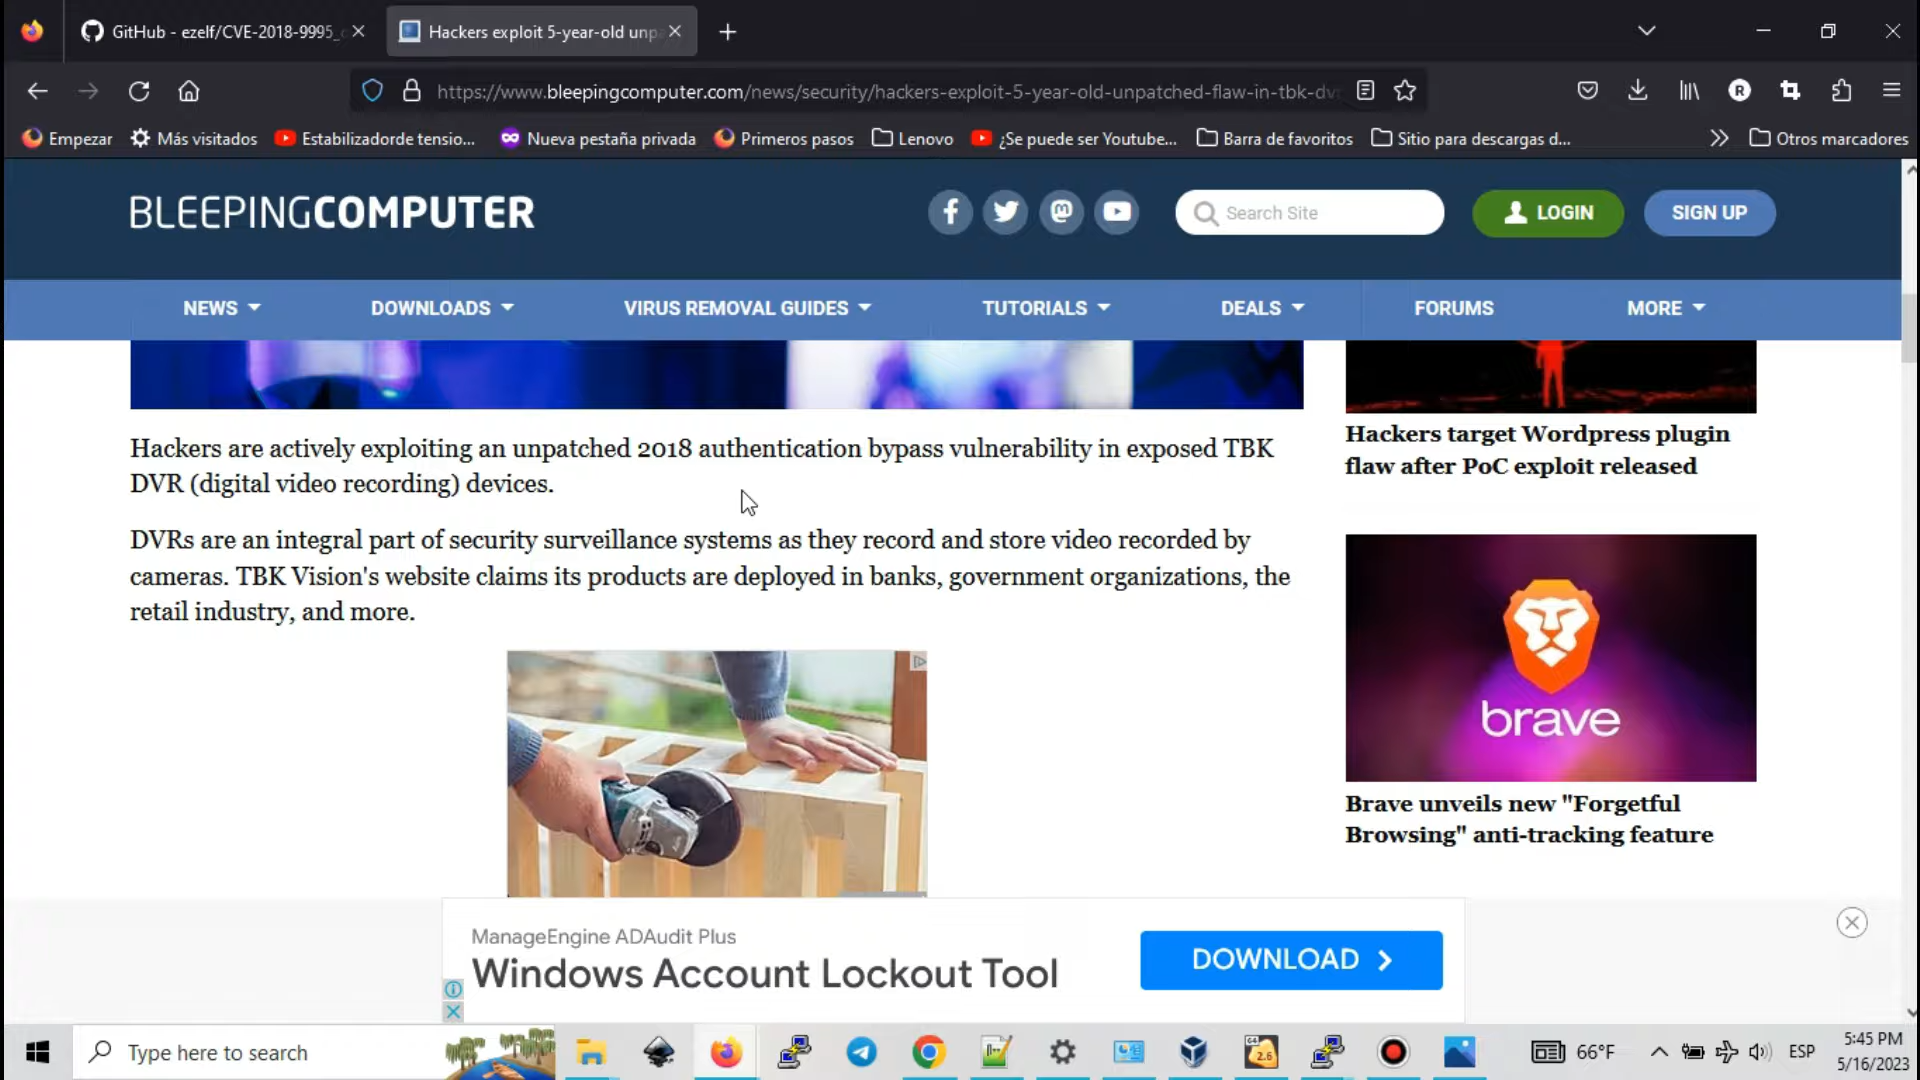 GitHub - ezelf/CVE-2018-9995_
Hackers exploit 5-year-old unp
https://www.bleepingcomputer.com/news/security/hackers-exploit-5-year-old-unpatched-flaw-in-tbk-dv
Empezar
Más visitados
Estabilizadorde tensio...
Nueva pestaña privada
Primeros pasos
Lenovo
¿Se puede ser Youtube...
Barra de favoritos
Sitio para descargas d...
Otros marcadores
BLEEPINGCOMPUTER
Search Site
LOGIN
SIGN UP
NEWS
DOWNLOADS
VIRUS REMOVAL GUIDES
TUTORIALS
DEALS
FORUMS
MORE
Hackers are actively exploiting an unpatched 2018 authentication bypass vulnerability in exposed TBK
DVR (digital video recording) devices.
DVRs are an integral part of security surveillance systems as they record and store video recorded by
cameras. TBK Vision's website claims its products are deployed in banks, government organizations, the
retail industry, and more.
Hackers target Wordpress plugin
flaw after PoC exploit released
brave
Brave unveils new "Forgetful
Browsing" anti-tracking feature
ManageEngine ADAudit Plus
Windows Account Lockout Tool
DOWNLOAD
Type here to search
64
2.6
66°F
ESP
5:45 PM
5/16/2023